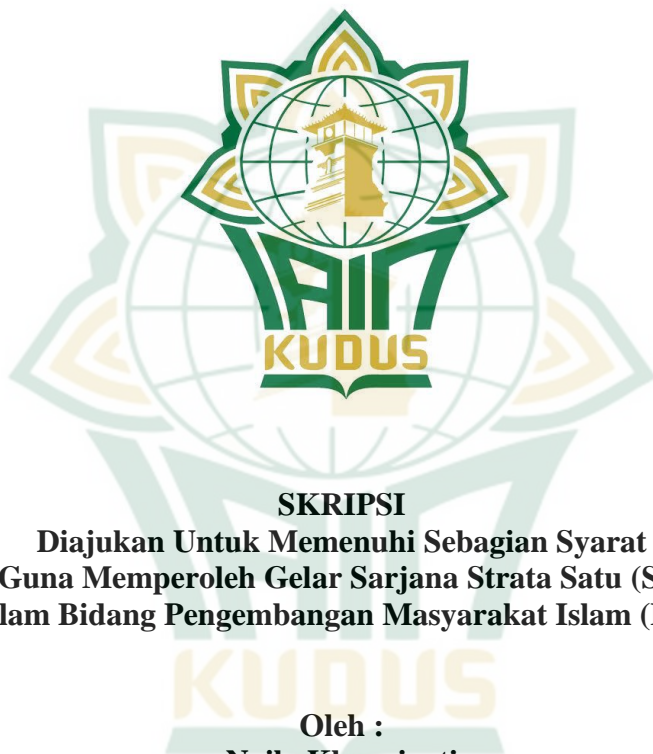 IAIN
KUDUS
SKRIPSI
Diajukan Untuk Memenuhi Sebagian Syarat
Guna Memperoleh Gelar Sarjana Strata Satu
Bidang Pengembangan Masyarakat Islam
KUDUS
Oleh :